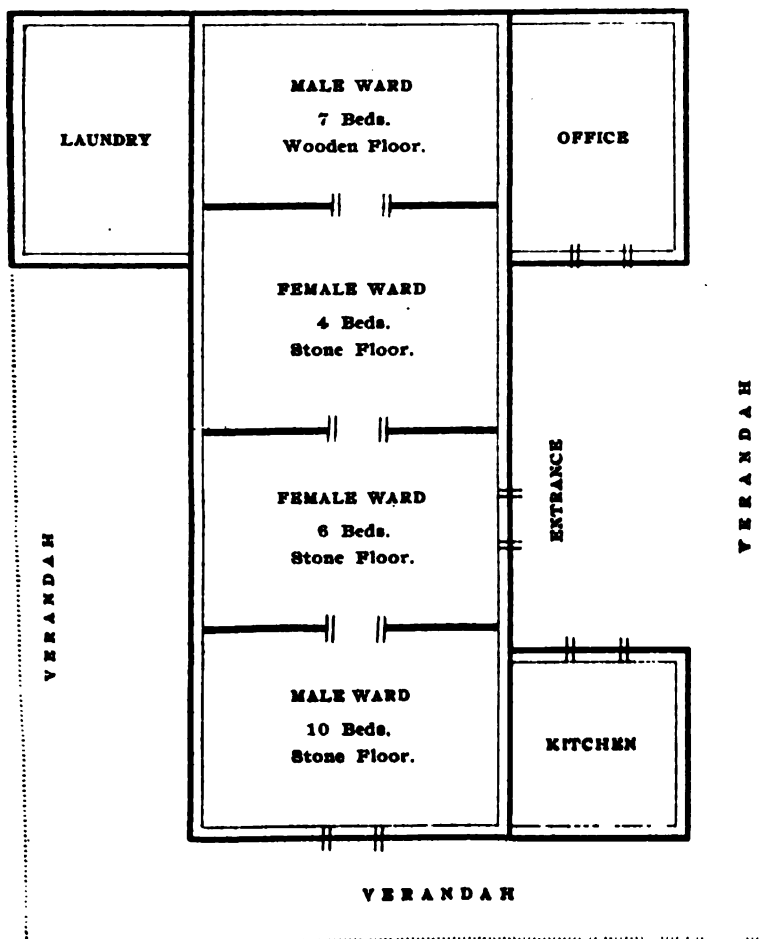 MALE WARD
7 Beds.
Wooden Floor.
LAUNDRY
OFFICE
FEMALE WARD
4 Beds.
Stone Floor.
FEMALE WARD
6 Beds.
Stone Floor.
ENTRANCE
VERANDAH
VERANDAH
MALE WARD
10 Beds.
Stone Floor.
KITCHEN
VERANDAH